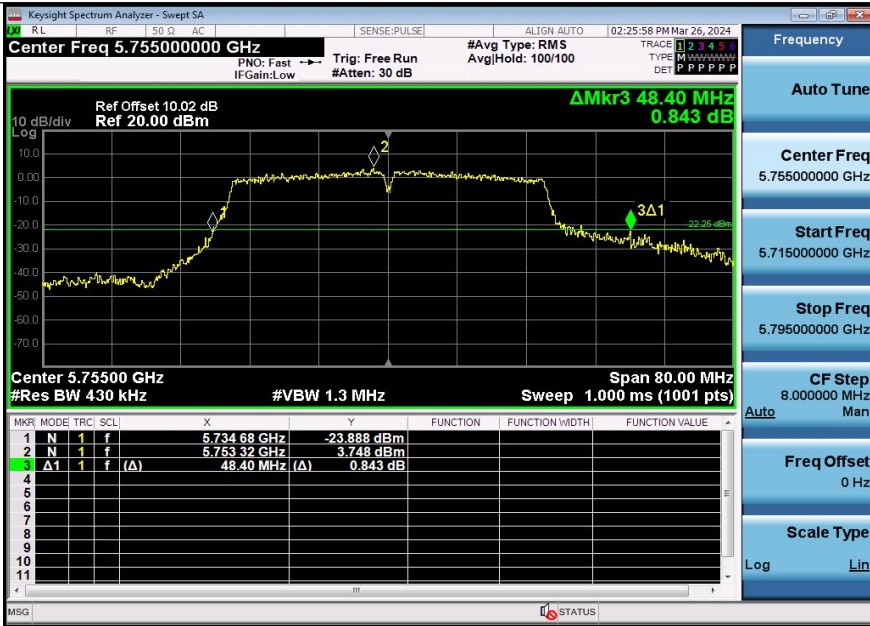 Keysight Spectrum Analyzer - Swept SA
LXI RL RF 50 Ω AC SENSE:PULSE ALIGN AUTO 02:25:58 PM Mar 26, 2024
Center Freq 5.755000000 GHz
PNO: Fast
IFGain:Low
Trig: Free Run
#Atten: 30 dB
#Avg Type: RMS
Avg|Hold: 100/100
TRACE 1 2 3 4 5 6
TYPE M WWWWW
DET P P P P P P
Ref Offset 10.02 dB
10 dB/div Ref 20.00 dBm
ΔMkr3 48.40 MHz
0.843 dB
Log
10.0
0.00
-10.0
-20.0
-30.0
-40.0
-50.0
-60.0
-70.0
1
2
3Δ1
-22.25 dBm
Center 5.75500 GHz Span 80.00 MHz
#Res BW 430 kHz #VBW 1.3 MHz Sweep 1.000 ms (1001 pts)
MKR MODE TRC SCL X Y FUNCTION FUNCTION WIDTH FUNCTION VALUE
1 N 1 f 5.734 68 GHz -23.888 dBm
2 N 1 f 5.753 32 GHz 3.748 dBm
3 Δ1 1 f (Δ) 48.40 MHz (Δ) 0.843 dB
4
5
6
7
8
9
10
11
MSG STATUS
Frequency
Auto Tune
Center Freq
5.755000000 GHz
Start Freq
5.715000000 GHz
Stop Freq
5.795000000 GHz
CF Step
8.000000 MHz
Auto Man
Freq Offset
0 Hz
Scale Type
Log Lin